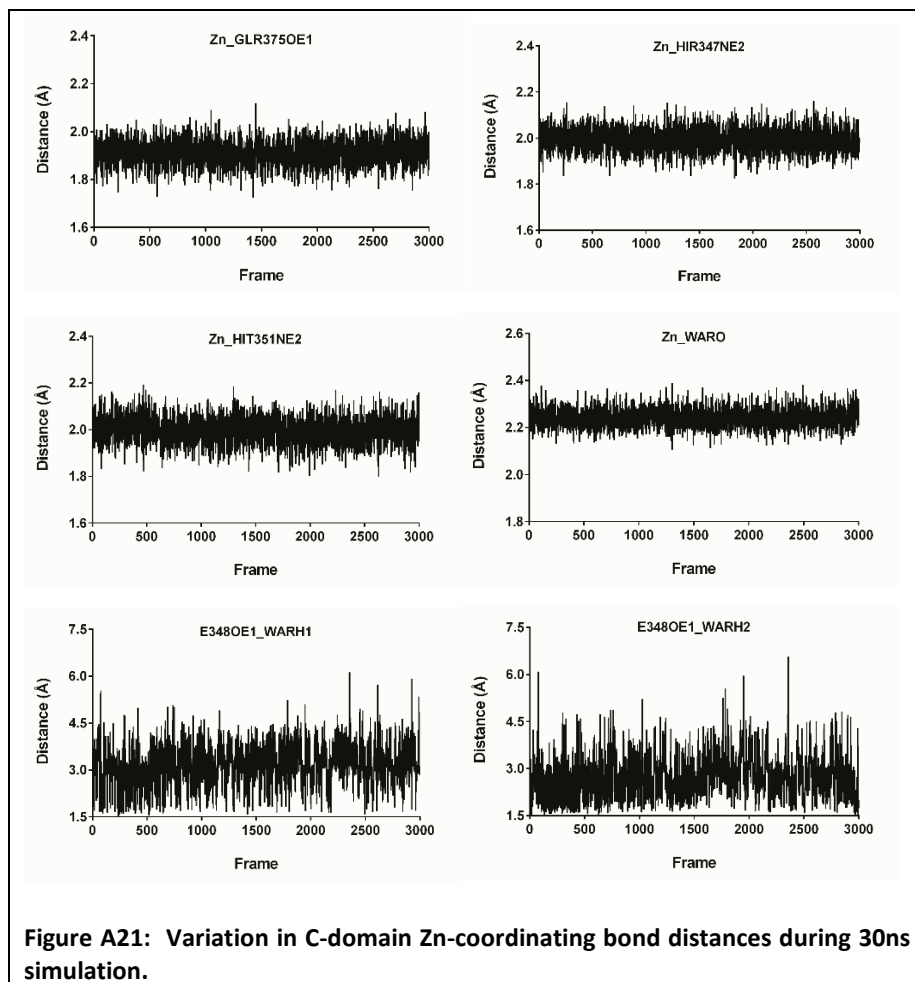 Zn_GLR375OE1
Distance (Å)
2.4
2.2
2.0
1.8
1.6
0 500 1000 1500 2000 2500 3000
Frame
Zn_HIR347NE2
Distance (Å)
2.4
2.2
2.0
1.8
1.6
0 500 1000 1500 2000 2500 3000
Frame
Zn_HIT351NE2
Distance (Å)
2.4
2.2
2.0
1.8
1.6
0 500 1000 1500 2000 2500 3000
Frame
Zn_WARO
Distance (Å)
2.6
2.4
2.2
2.0
1.8
0 500 1000 1500 2000 2500 3000
Frame
E348OE1_WARH1
Distance (Å)
7.5
6.0
4.5
3.0
1.5
0 500 1000 1500 2000 2500 3000
Frame
E348OE1_WARH2
Distance (Å)
7.5
6.0
4.5
3.0
1.5
0 500 1000 1500 2000 2500 3000
Frame
Figure A21: Variation in C-domain Zn-coordinating bond distances during 30ns
simulation.